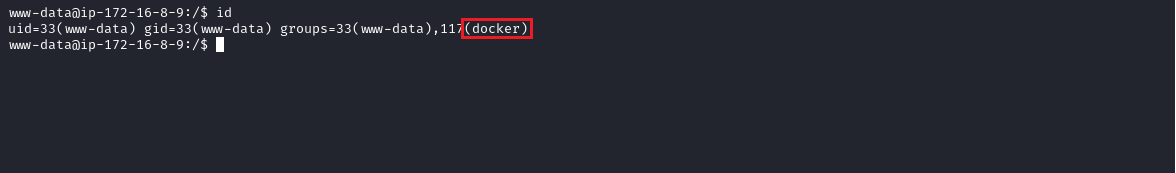 www-data@ip-172-16-8-9:/$ id
uid=33(www-data) gid=33(www-data) groups=33(www-data),117(docker)
www-data@ip-172-16-8-9:/$